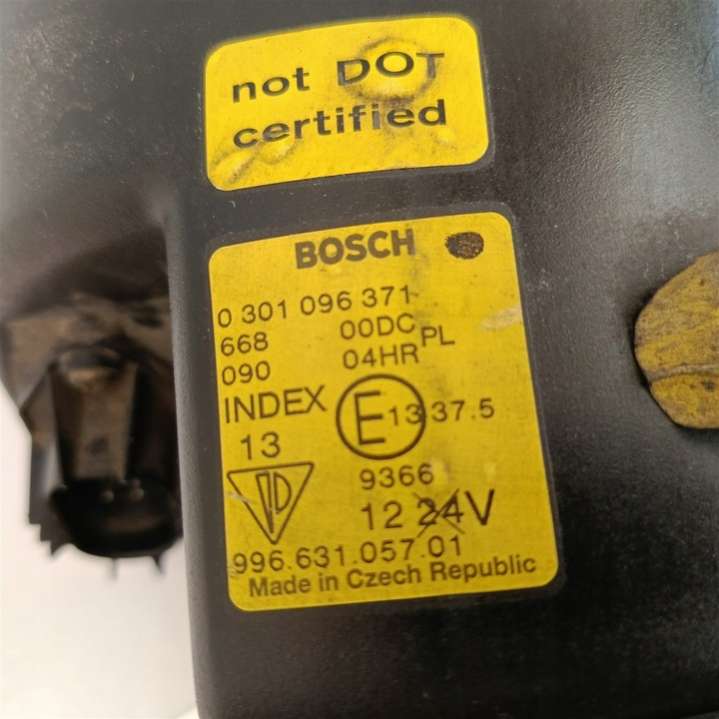 not DOT
certified
BOSCH
0 301 096 371
668 00DC PL
090 04HR
INDEX E13 37.5
13 9366
12 24V
996.631.057.01
Made in Czech Republic